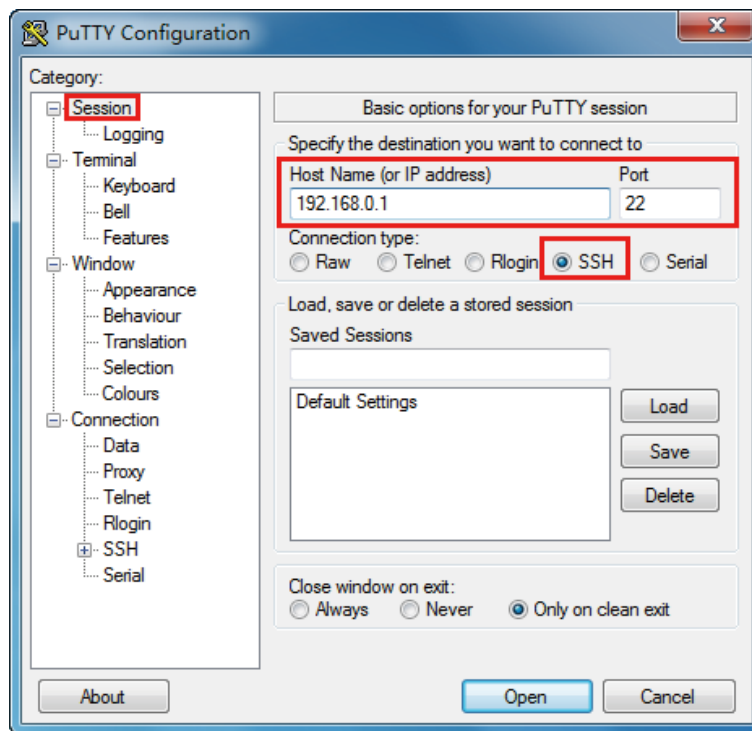 PuTTY Configuration
Category:
Session
Logging
Terminal
Keyboard
Bell
Features
Window
Appearance
Behaviour
Translation
Selection
Colours
Connection
Data
Proxy
Telnet
Rlogin
SSH
Serial
Basic options for your PuTTY session
Specify the destination you want to connect to
Host Name (or IP address) Port
192.168.0.1 22
Connection type:
Raw Telnet Rlogin SSH Serial
Load, save or delete a stored session
Saved Sessions
Default Settings
Load
Save
Delete
Close window on exit:
Always Never Only on clean exit
About Open Cancel